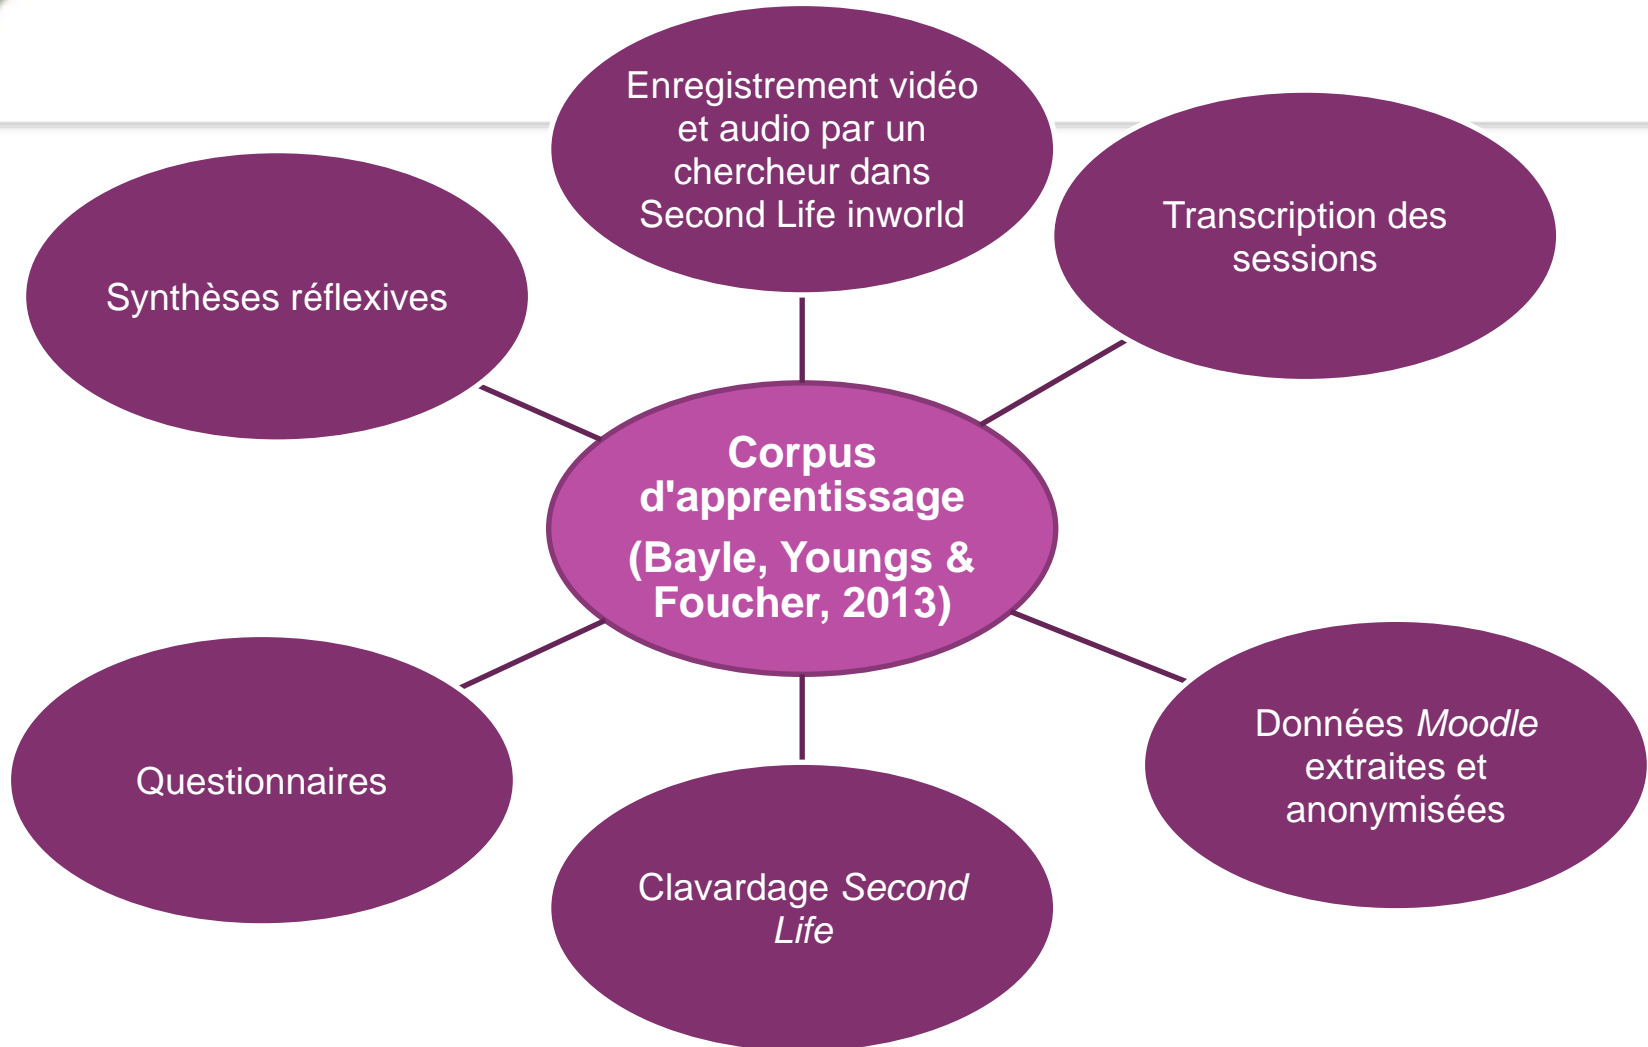 Enregistrement vidéo
et audio par un
chercheur dans
Second Life inworld
Transcription des
sessions
Synthèses réflexives
Corpus
d'apprentissage
(Bayle, Youngs &
Foucher, 2013)
Données Moodle
extraites et
anonymisées
Questionnaires
Clavardage Second
Life